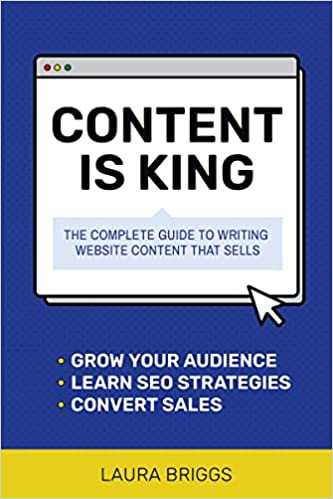 CONTENT
IS KING
THE COMPLETE GUIDE TO WRITING
WEBSITE CONTENT THAT SELLS
• GROW YOUR AUDIENCE
• LEARN SEO STRATEGIES
• CONVERT SALES
LAURA BRIGGS